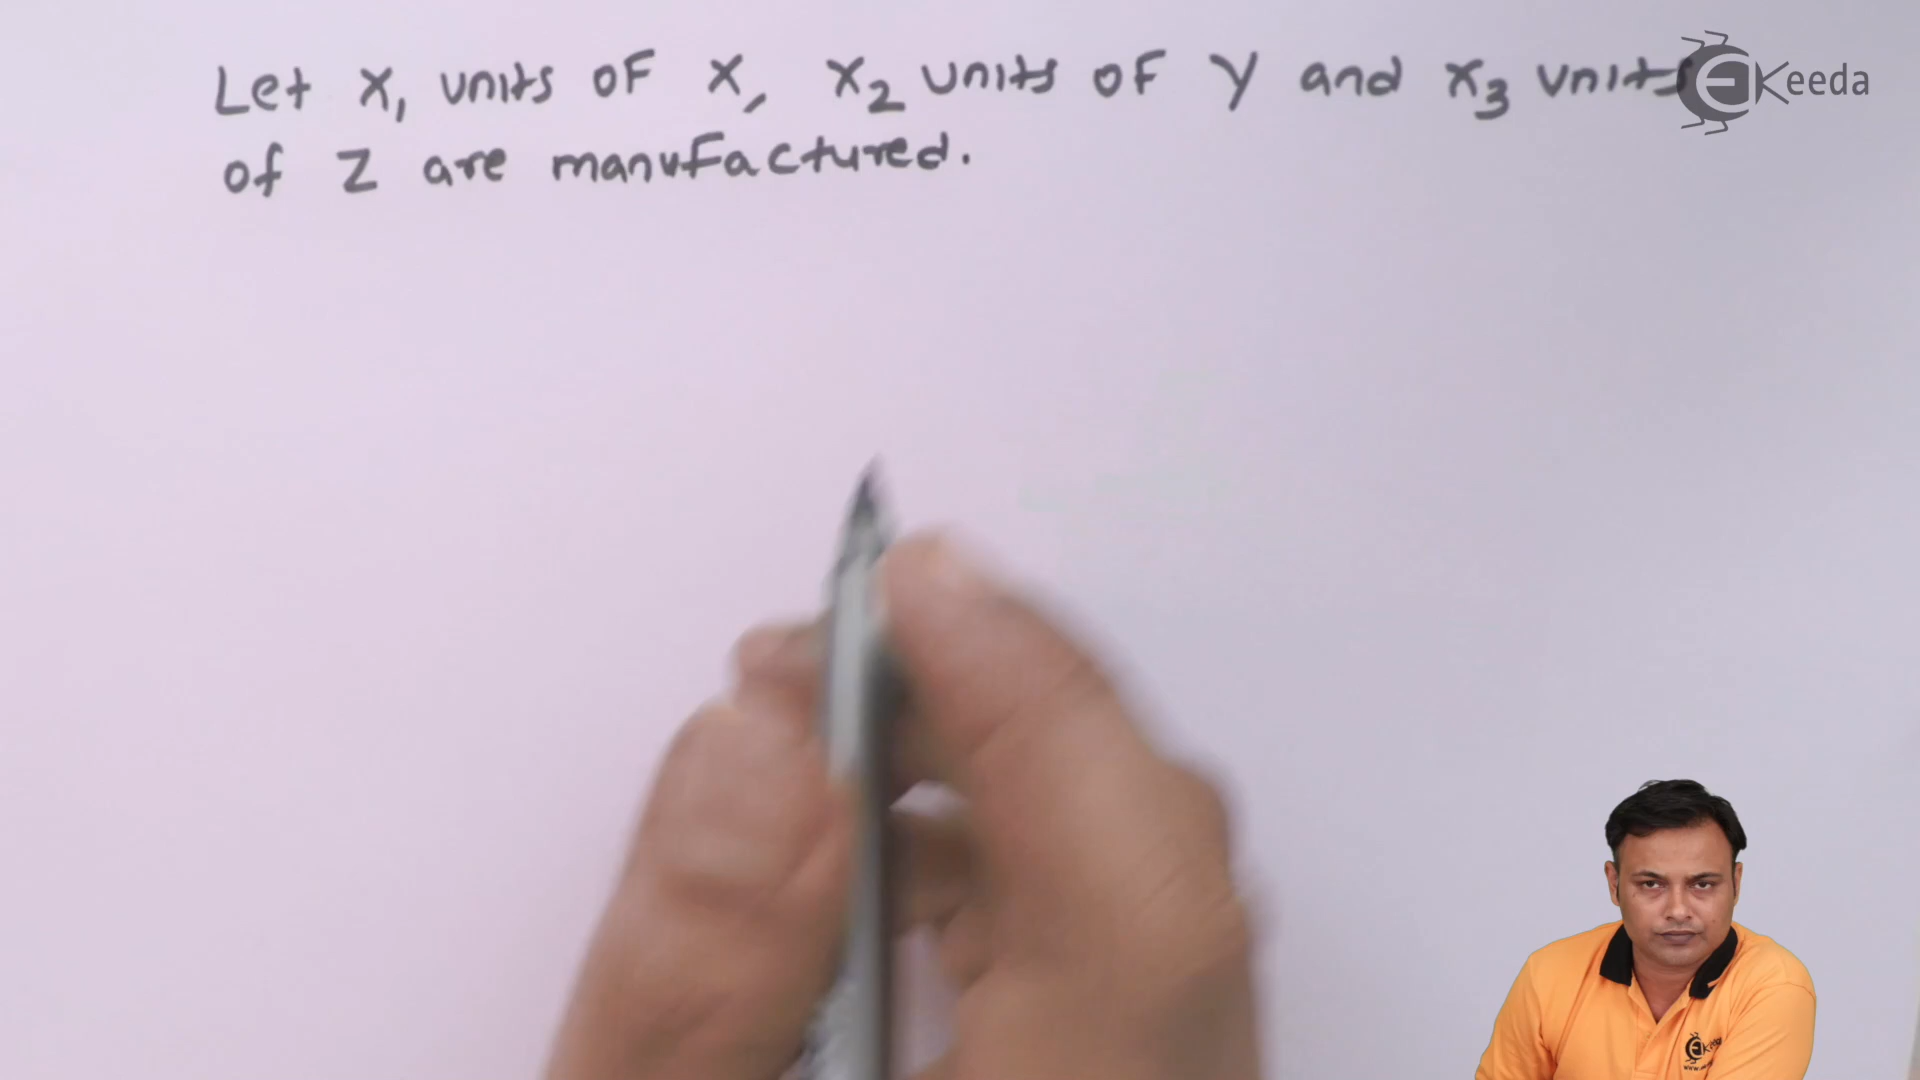 Let x₁ units of X, x₂ units of Y and x₃ units
of Z are manufactured.
EKeeda